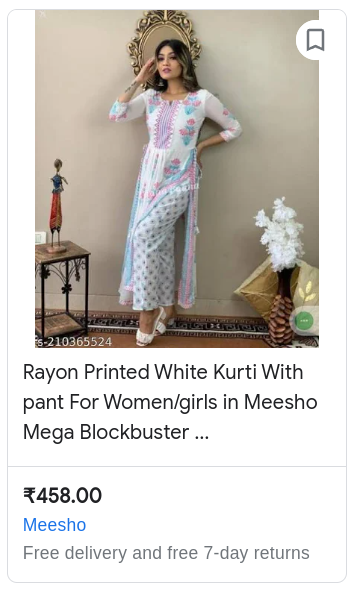 s-210365524
Rayon Printed White Kurti With
pant For Women/girls in Meesho
Mega Blockbuster ...
₹458.00
Meesho
Free delivery and free 7-day returns